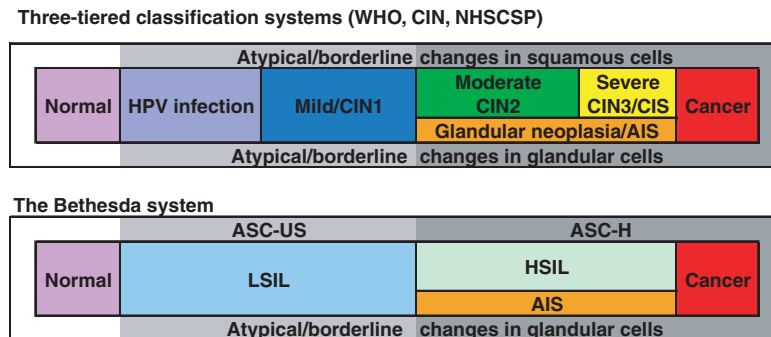 Three-tiered classification systems (WHO, CIN, NHSCSP)
Atypical/borderline changes in squamous cells
Normal
HPV infection
Mild/CIN1
Moderate
CIN2
Severe
CIN3/CIS
Glandular neoplasia/AIS
Cancer
Atypical/borderline changes in glandular cells
The Bethesda system
ASC-US
ASC-H
Normal
LSIL
HSIL
AIS
Cancer
Atypical/borderline changes in glandular cells